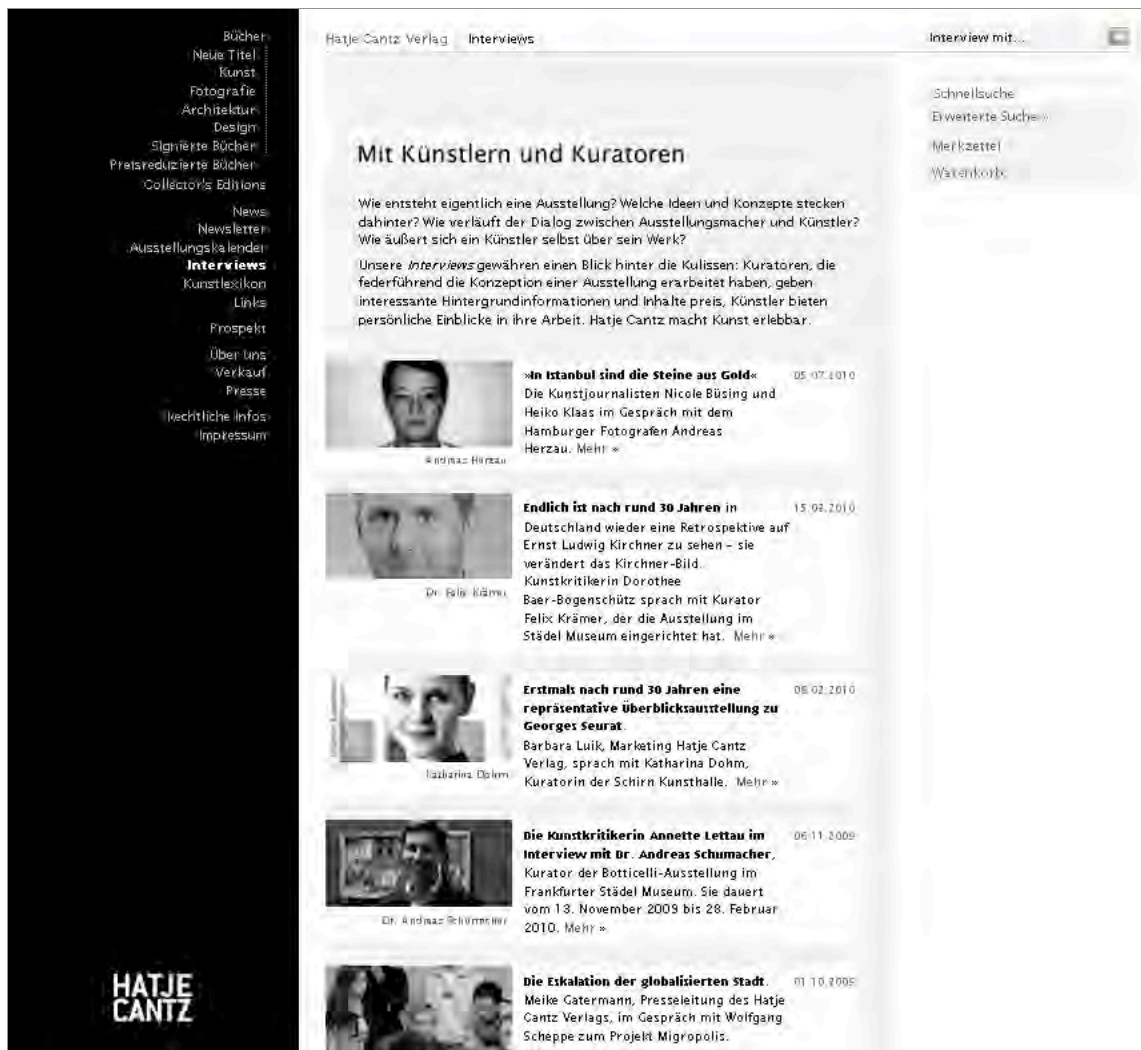 Bücher
Neue Titel
Kunst
Fotografie
Architektur
Design
Signierte Bücher
Preisreduzierte Bücher
Collector's Editions
News
Newsletter
Ausstellungskalender
Interviews
Kunstlexikon
Links
Prospekt
Über uns
Verkauf
Presse
Rechtliche Infos
Impressum
HATJE
CANTZ
Hatje Cantz Verlag Interviews
Mit Künstlern und Kuratoren
Wie entsteht eigentlich eine Ausstellung? Welche Ideen und Konzepte stecken
dahinter? Wie verläuft der Dialog zwischen Ausstellungsmacher und Künstler?
Wie äußert sich ein Künstler selbst über sein Werk?
Unsere Interviews gewähren einen Blick hinter die Kulissen: Kuratoren, die
federführend die Konzeption einer Ausstellung erarbeitet haben, geben
interessante Hintergrundinformationen und Inhalte preis, Künstler bieten
persönliche Einblicke in ihre Arbeit. Hatje Cantz macht Kunst erlebbar.
Andreas Herzau
»In Istanbul sind die Steine aus Gold« 05.07.2010
Die Kunstjournalisten Nicole Büsing und
Heiko Klaas im Gespräch mit dem
Hamburger Fotografen Andreas
Herzau. Mehr »
Dr. Felix Krämer
Endlich ist nach rund 30 Jahren in
Deutschland wieder eine Retrospektive auf
Ernst Ludwig Kirchner zu sehen – sie
verändert das Kirchner-Bild.
Kunstkritikerin Dorothee
Baer-Bogenschütz sprach mit Kurator
Felix Krämer, der die Ausstellung im
Städel Museum eingerichtet hat. Mehr »
Katharina Dohm
Erstmals nach rund 30 Jahren eine 08.02.2010
repräsentative Überblicksausstellung zu
Georges Seurat.
Barbara Luik, Marketing Hatje Cantz
Verlag, sprach mit Katharina Dohm,
Kuratorin der Schirn Kunsthalle. Mehr »
Dr. Andreas Schumacher
Die Kunstkritikerin Annette Lettau im 06.11.2009
Interview mit Dr. Andreas Schumacher,
Kurator der Botticelli-Ausstellung im
Frankfurter Städel Museum. Sie dauert
vom 13. November 2009 bis 28. Februar
2010. Mehr »
Die Eskalation der globalisierten Stadt. 01.10.2009
Meike Gatermann, Presseleitung des Hatje
Cantz Verlags, im Gespräch mit Wolfgang
Scheppe zum Projekt Migropolis.
Interview mit...
Schnellsuche
Erweiterte Suche »
Merkzettel
Warenkorb